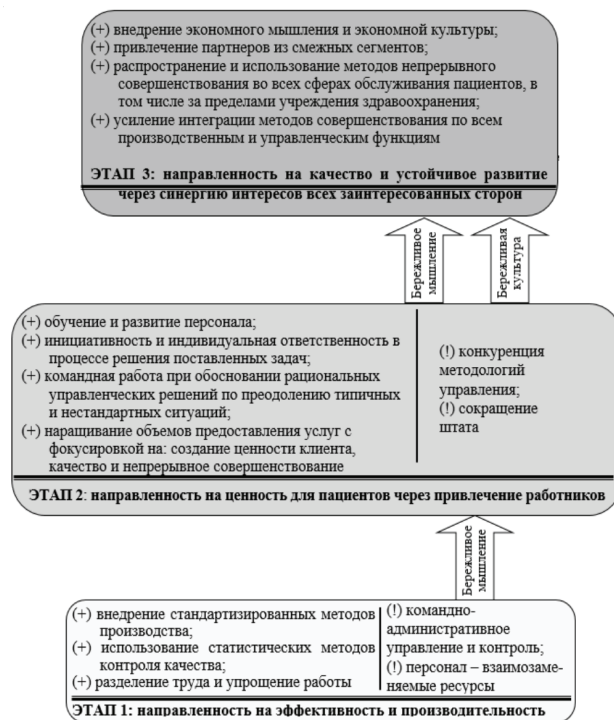 (+) внедрение экономного мышления и экономной культуры;
(+) привлечение партнеров из смежных сегментов;
(+) распространение и использование методов непрерывного
совершенствования во всех сферах обслуживания пациентов, в
том числе за пределами учреждения здравоохранения;
(+) усиление интеграции методов совершенствования по всем
производственным и управленческим функциям
ЭТАП 3: направленность на качество и устойчивое развитие
через синергию интересов всех заинтересованных сторон
Бережливое
мышление
Бережливая
культура
(+) обучение и развитие персонала;
(+) инициативность и индивидуальная ответственность в
процессе решения поставленных задач;
(+) командная работа при обосновании рациональных
управленческих решений по преодолению типичных
и нестандартных ситуаций;
(+) наращивание объемов предоставления услуг с
фокусировкой на: создание ценности клиента,
качество и непрерывное совершенствование
(!) конкуренция
методологий
управления;
(!) сокращение
штата
ЭТАП 2: направленность на ценность для пациентов через привлечение работников
Бережливое
мышление
(+) внедрение стандартизированных методов
производства;
(+) использование статистических методов
контроля качества;
(+) разделение труда и упрощение работы
(!) командно-
административное
управление и контроль;
(!) персонал – взаимозаме-
няемые ресурсы
ЭТАП 1: направленность на эффективность и производительность